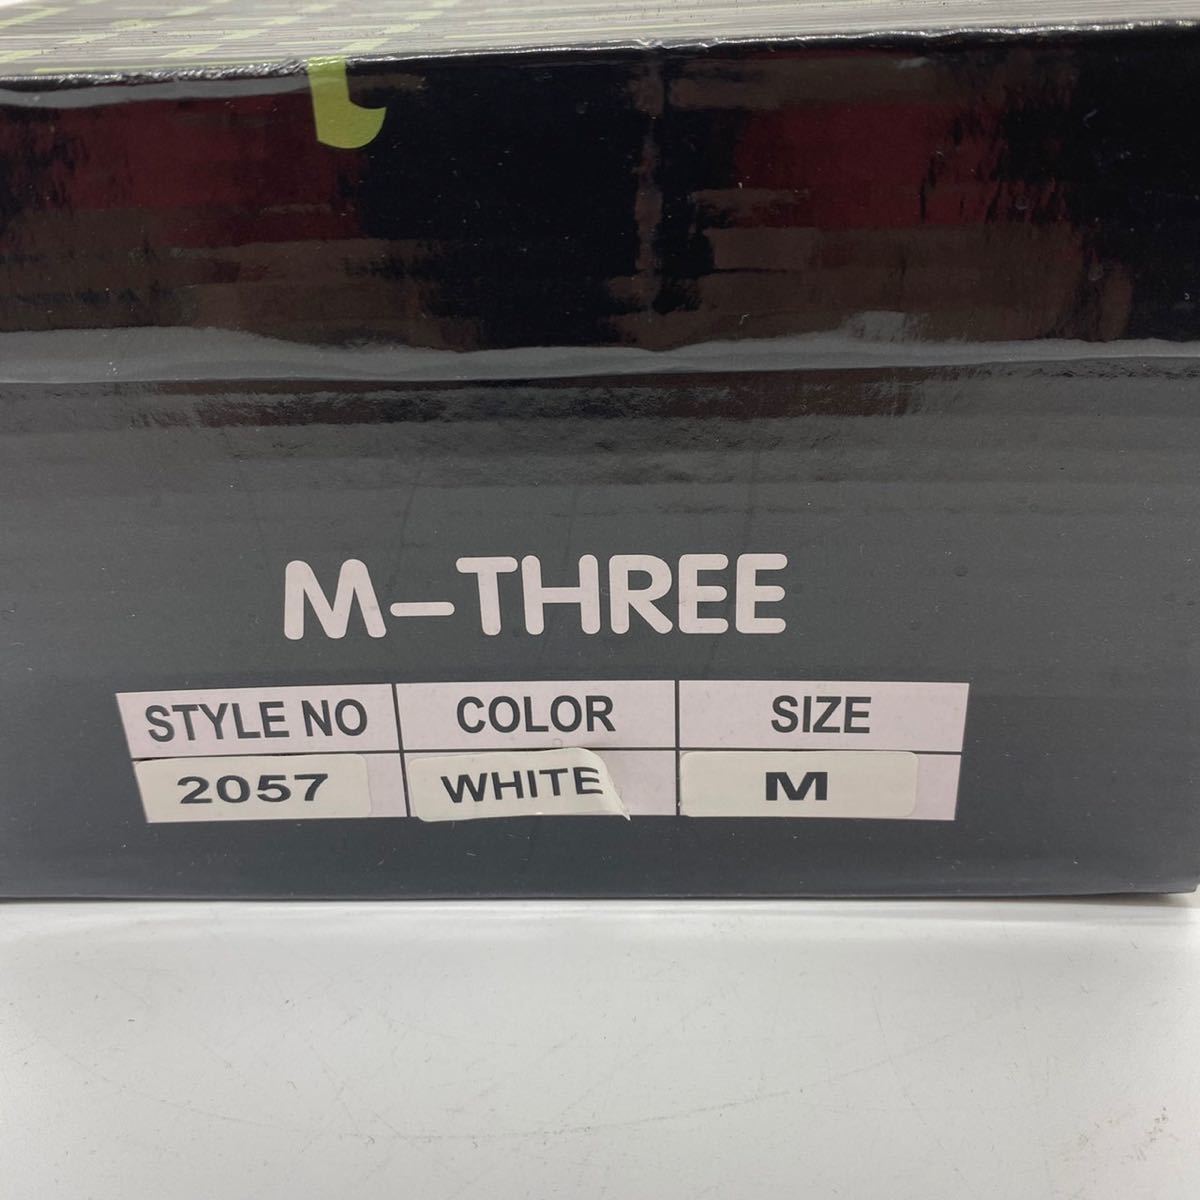 M-THREE
STYLE NO COLOR SIZE
2057 WHITE M